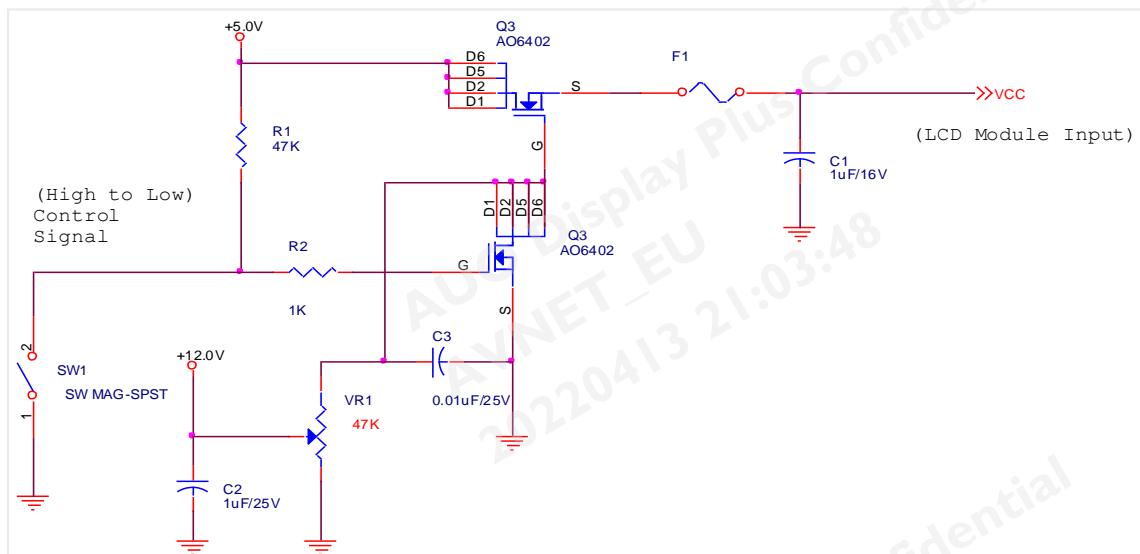 +5.0V
Q3
AO6402
D6
D5
D2
D1
S
G
F1
VCC
(LCD Module Input)
C1
1uF/16V
R1
47K
(High to Low)
Control
Signal
R2
1K
G
D1
D2
D5
D6
Q3
AO6402
S
2
SW1
SW MAG-SPST
1
+12.0V
C3
0.01uF/25V
VR1
47K
C2
1uF/25V
AUO Display Plus Confidential
AVNET_EU
20220413 21:03:48